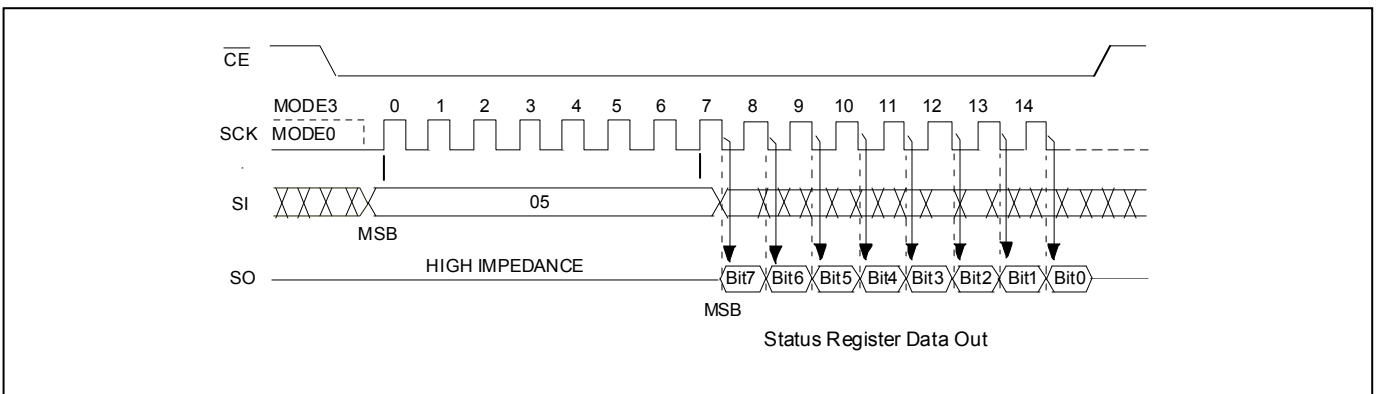 CE
MODE3 0 1 2 3 4 5 6 7 8 9 10 11 12 13 14
SCK MODE0
SI 05
MSB
SO HIGH IMPEDANCE Bit7 Bit6 Bit5 Bit4 Bit3 Bit2 Bit1 Bit0
MSB
Status Register Data Out